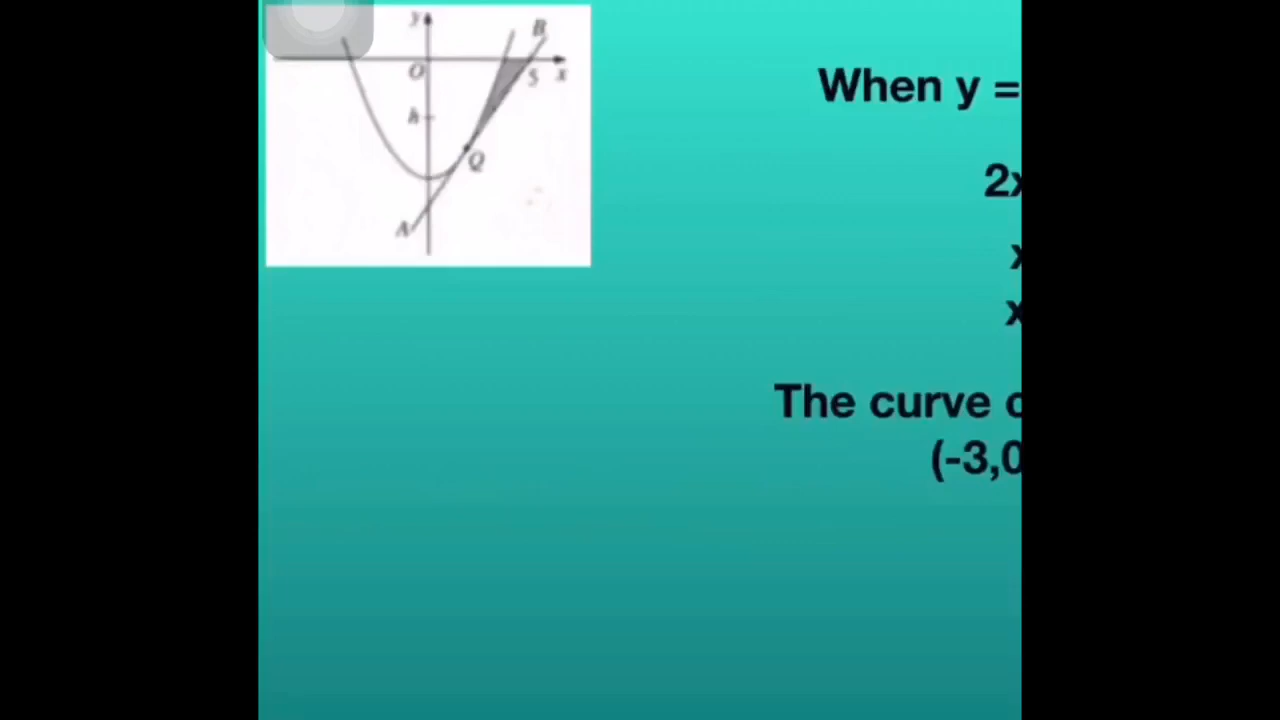 y
B
O
5
x
h
Q
A
When y =
2x
x
x
The curve c
(-3,0